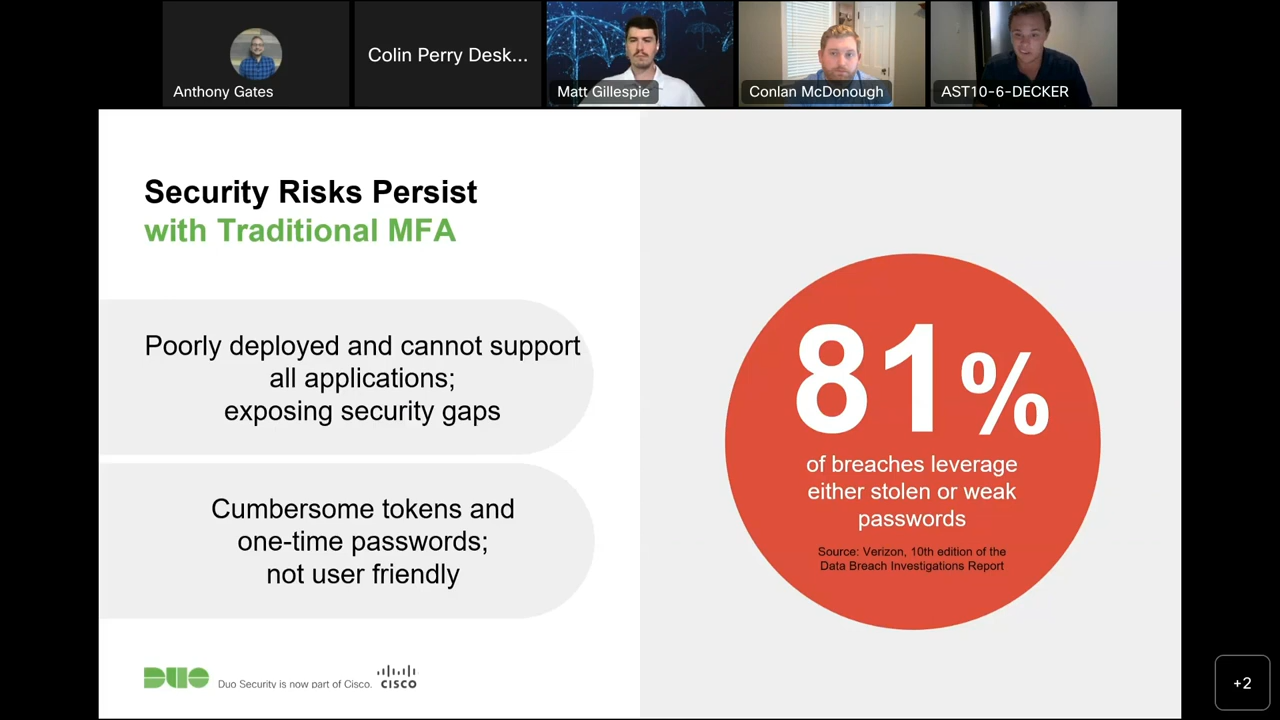 Anthony Gates
Colin Perry Desk...
Matt Gillespie
Conlan McDonough
AST10-6-DECKER
Security Risks Persist
with Traditional MFA
Poorly deployed and cannot support
all applications;
exposing security gaps
Cumbersome tokens and
one-time passwords;
not user friendly
81%
of breaches leverage
either stolen or weak
passwords
Source: Verizon, 10th edition of the
Data Breach Investigations Report
DUO Duo Security is now part of Cisco. CISCO
+2